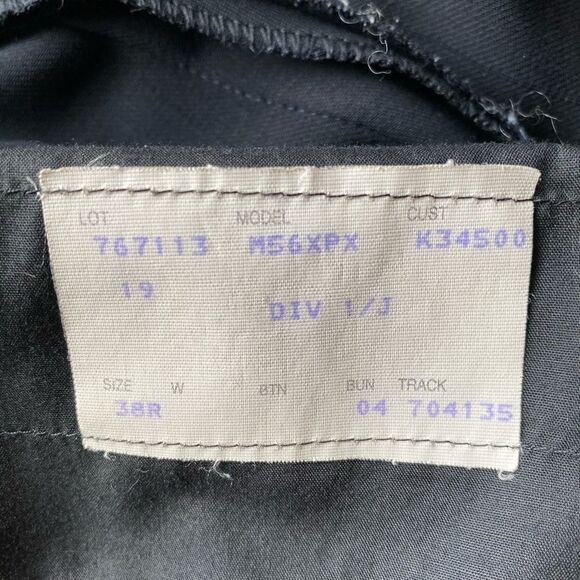 LOT MODEL CUST
767113 M56XPX K34500
19
DIV 1/J
SIZE W BTN BUN TRACK
38R 04 704135